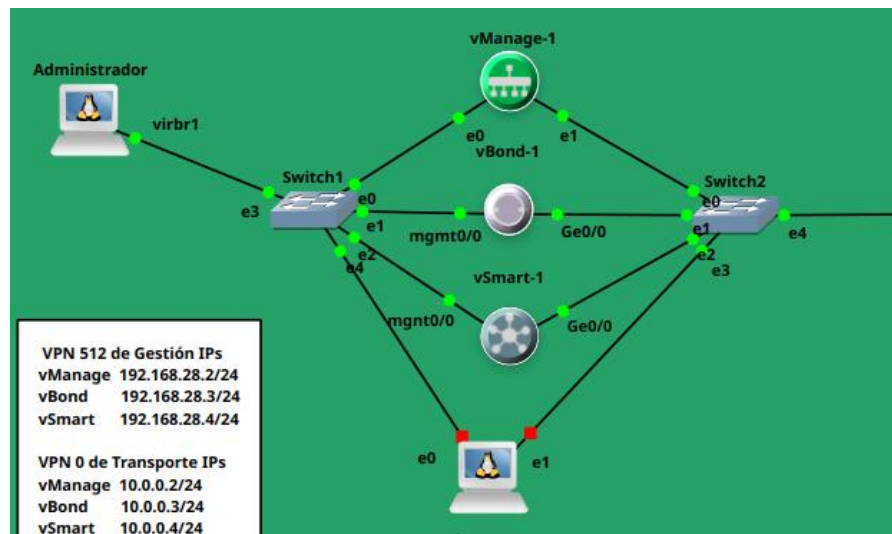 vManage-1
Administrador
virbr1
e0
e1
vBond-1
Switch1
Switch2
e3
e0
e1
mgmt0/0
Ge0/0
e0
e1
e4
e2
e4
e2
e3
vSmart-1
mgnt0/0
Ge0/0
VPN 512 de Gestión IPs
vManage 192.168.28.2/24
vBond 192.168.28.3/24
vSmart 192.168.28.4/24
e0
e1
VPN 0 de Transporte IPs
vManage 10.0.0.2/24
vBond 10.0.0.3/24
vSmart 10.0.0.4/24